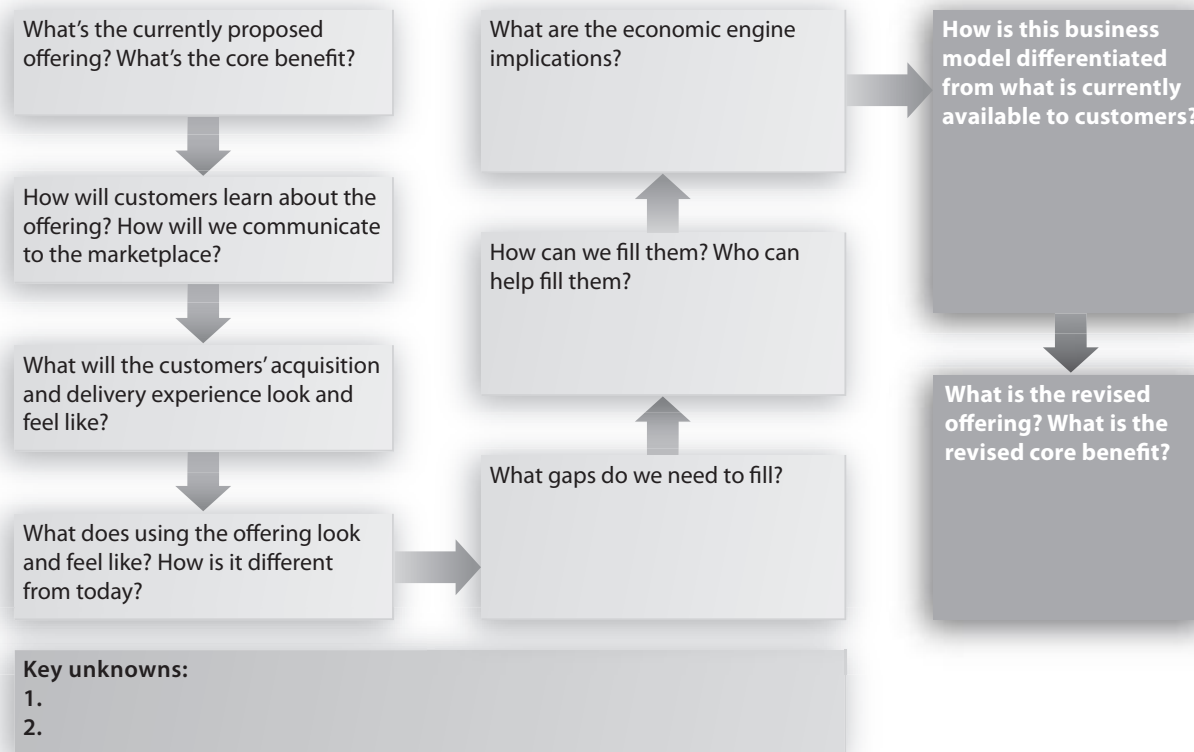 What’s the currently proposed
offering? What’s the core benefit?
How will customers learn about the
offering? How will we communicate
to the marketplace?
What will the customers’ acquisition
and delivery experience look and
feel like?
What does using the offering look
and feel like? How is it different
from today?
What gaps do we need to fill?
How can we fill them? Who can
help fill them?
What are the economic engine
implications?
How is this business
model differentiated
from what is currently
available to customers?
What is the revised
offering? What is the
revised core benefit?
Key unknowns:
1.
2.